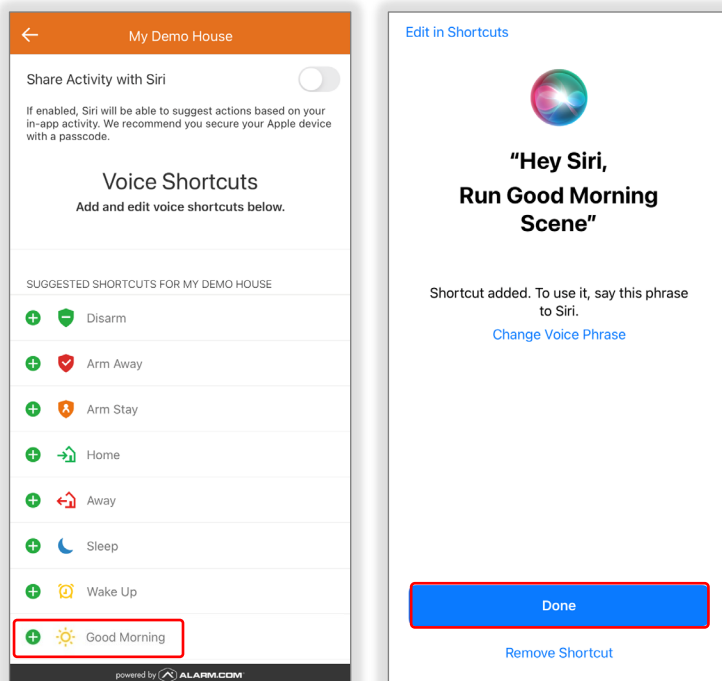 My Demo House
Share Activity with Siri
If enabled, Siri will be able to suggest actions based on your
in-app activity. We recommend you secure your Apple device
with a passcode.
Voice Shortcuts
Add and edit voice shortcuts below.
SUGGESTED SHORTCUTS FOR MY DEMO HOUSE
Disarm
Arm Away
Arm Stay
Home
Away
Sleep
Wake Up
Good Morning
powered by ALARM.COM
Edit in Shortcuts
“Hey Siri,
Run Good Morning
Scene”
Shortcut added. To use it, say this phrase
to Siri.
Change Voice Phrase
Done
Remove Shortcut